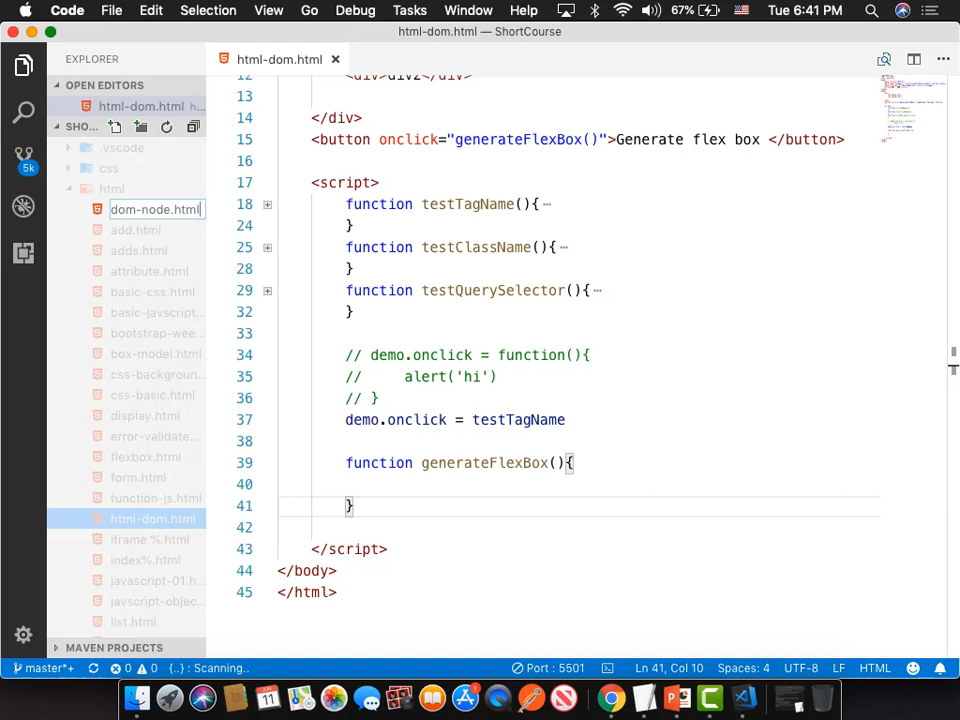 Code File Edit Selection View Go Debug Tasks Window Help 67% Tue 6:41 PM
html-dom.html — ShortCourse
EXPLORER
html-dom.html ×
OPEN EDITORS
html-dom.html ...
SHO...
.vscode
css
html
dom-node.html
add.html
adds.html
attribute.html
basic-css.html
basic-javscript...
bootstrap-wee...
box-model.html
css-backgroun...
css-basic.html
display.html
error-validate....
flexbox.html
form.html
function-js.html
html-dom.html
iframe %.html
index%.html
javascript-01.h...
javscript-objec...
list.html
MAVEN PROJECTS
5k
12 <div>div2</div>
13
14 </div>
15 <button onclick="generateFlexBox()">Generate flex box </button>
16
17 <script>
18 function testTagName(){ ...
24 }
25 function testClassName(){ ...
28 }
29 function testQuerySelector(){ ...
32 }
33
34 // demo.onclick = function(){
35 // alert('hi')
36 // }
37 demo.onclick = testTagName
38
39 function generateFlexBox(){
40
41 }
42
43 </script>
44 </body>
45 </html>
master*+ 0 0 {..} : Scanning.. Port : 5501 Ln 41, Col 10 Spaces: 4 UTF-8 LF HTML